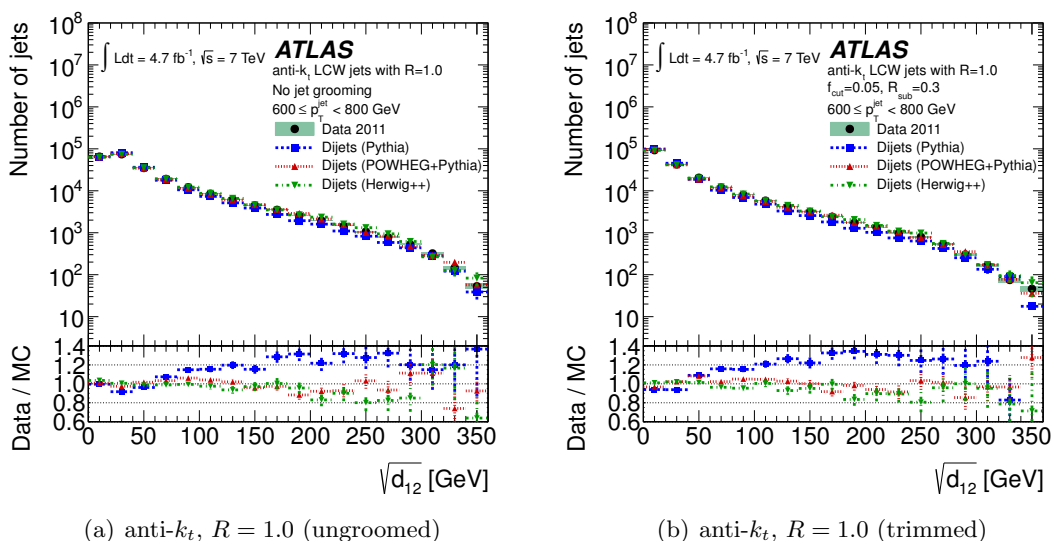 Number of jets
10^8
10^7
10^6
10^5
10^4
10^3
10^2
10
∫ Ldt = 4.7 fb^-1, √s = 7 TeV
ATLAS
anti-k_t LCW jets with R=1.0
No jet grooming
600 ≤ p_T^jet < 800 GeV
Data 2011
Dijets (Pythia)
Dijets (POWHEG+Pythia)
Dijets (Herwig++)
Data / MC
1.4
1.2
1.0
0.8
0.6
0 50 100 150 200 250 300 350
√d_12 [GeV]
(a) anti-k_t, R = 1.0 (ungroomed)
Number of jets
10^8
10^7
10^6
10^5
10^4
10^3
10^2
10
∫ Ldt = 4.7 fb^-1, √s = 7 TeV
ATLAS
anti-k_t LCW jets with R=1.0
f_cut=0.05, R_sub=0.3
600 ≤ p_T^jet < 800 GeV
Data 2011
Dijets (Pythia)
Dijets (POWHEG+Pythia)
Dijets (Herwig++)
Data / MC
1.4
1.2
1.0
0.8
0.6
0 50 100 150 200 250 300 350
√d_12 [GeV]
(b) anti-k_t, R = 1.0 (trimmed)